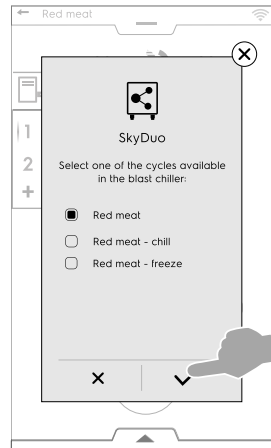 Red meat
SkyDuo
Select one of the cycles available
in the blast chiller:
Red meat
Red meat - chill
Red meat - freeze
1
2
+